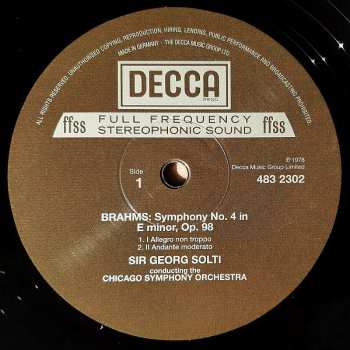 ALL RIGHTS RESERVED. UNAUTHORIZED COPYING, REPRODUCTION, HIRING, LENDING, PUBLIC PERFORMANCE AND BROADCASTING PROHIBITED.
MADE IN GERMANY • THE DECCA MUSIC GROUP LTD.
DECCA
ffss
FULL FREQUENCY
STEREOPHONIC SOUND
ffss
Side
1
℗ 1978
Decca Music Group Limited
483 2302
BRAHMS: Symphony No. 4 in
E minor, Op. 98
1. I Allegro non troppo
2. II Andante moderato
SIR GEORG SOLTI
conducting the
CHICAGO SYMPHONY ORCHESTRA